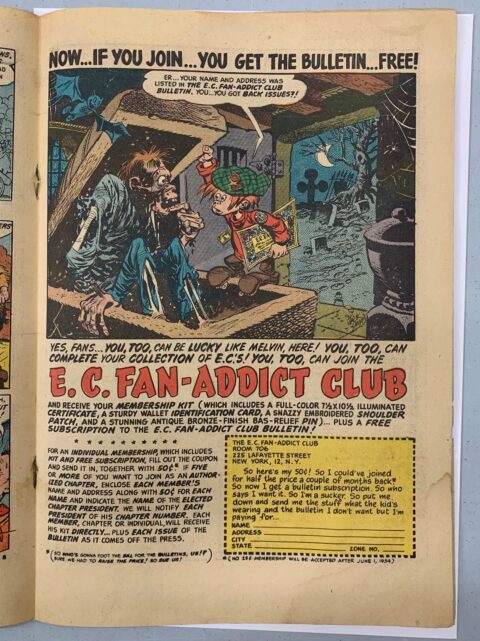 NOW...IF YOU JOIN...YOU GET THE BULLETIN...FREE!
ER...YOUR NAME AND ADDRESS WAS
LISTED IN THE E.C. FAN-ADDICT CLUB
BULLETIN. YOU...YOU GOT BACK ISSUES?!
YES, FANS... YOU, TOO, CAN BE LUCKY LIKE MELVIN, HERE! YOU, TOO, CAN
COMPLETE YOUR COLLECTION OF E.C.'S! YOU, TOO, CAN JOIN THE
E.C. FAN-ADDICT CLUB
AND RECEIVE YOUR MEMBERSHIP KIT (WHICH INCLUDES A FULL-COLOR 7½ X 10½ ILLUMINATED
CERTIFICATE, A STURDY WALLET IDENTIFICATION CARD, A SNAZZY EMBROIDERED SHOULDER
PATCH, AND A STUNNING ANTIQUE BRONZE-FINISH BAS-RELIEF PIN)... PLUS A FREE
SUBSCRIPTION TO THE E.C. FAN-ADDICT CLUB BULLETIN!
* * * * * * * * * * *
FOR AN INDIVIDUAL MEMBERSHIP, WHICH INCLUDES
KIT AND SUBSCRIPTION, FILL OUT THE COUPON
AND SEND IT IN, TOGETHER WITH 50¢.* IF FIVE
OR MORE OF YOU WANT TO JOIN AS AN AUTHOR-
IZED CHAPTER, INCLOSE EACH MEMBER'S
NAME AND ADDRESS ALONG WITH 50¢ FOR EACH
NAME AND INDICATE THE NAME OF THE ELECTED
CHAPTER PRESIDENT. WE WILL NOTIFY EACH
PRESIDENT OF HIS CHAPTER NUMBER. EACH
MEMBER, CHAPTER OR INDIVIDUAL, WILL RECEIVE
HIS KIT DIRECTLY... PLUS EACH ISSUE OF THE
BULLETIN AS IT COMES OFF THE PRESS.
*(SO WHO'S GONNA FOOT THE BILL FOR THE BULLETINS, US!?
SURE WE HAD TO RAISE THE PRICE! SO SUE US!)
THE E.C. FAN-ADDICT CLUB
ROOM 706
225 LAFAYETTE STREET
NEW YORK, 12, N.Y.
So here's my 50¢! So I could've joined
for half the price a couple of months back*
So now I get a bulletin subscription. So who
says I want it. So I'm a sucker. So put me
down and send me the stuff what the kid's
wearing and the bulletin I don't want but I'm
paying for...
NAME
ADDRESS
CITY
STATE ZONE NO.
*(NO 25¢ MEMBERSHIP WILL BE ACCEPTED AFTER JUNE 1, 1954)